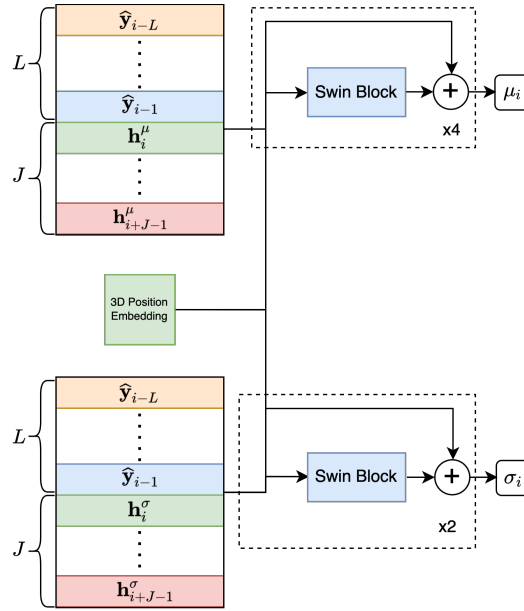 L
ŷ_{i-L}
ŷ_{i-1}
J
h_i^μ
h_{i+J-1}^μ
Swin Block
+
x4
μ_i
3D Position
Embedding
L
ŷ_{i-L}
ŷ_{i-1}
J
h_i^σ
h_{i+J-1}^σ
Swin Block
+
x2
σ_i